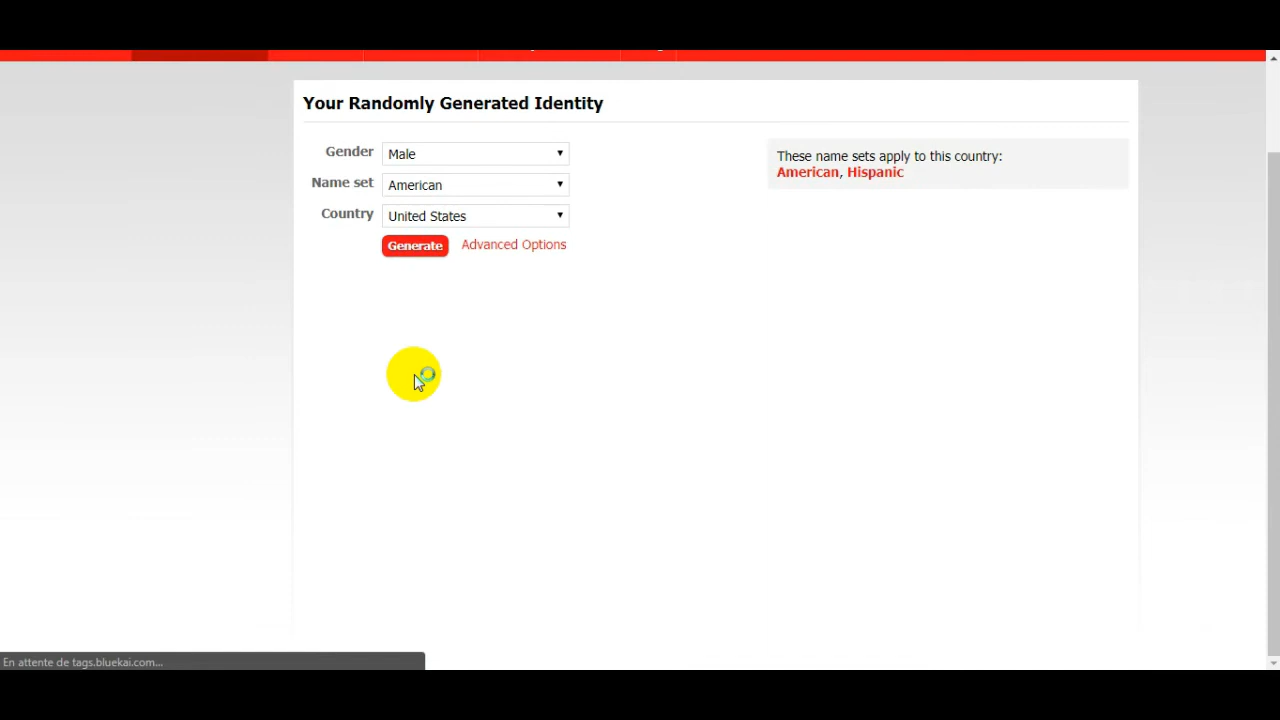 Your Randomly Generated Identity
Gender Male
These name sets apply to this country:
American, Hispanic
Name set American
Country United States
Generate Advanced Options
En attente de tags.bluekai.com...